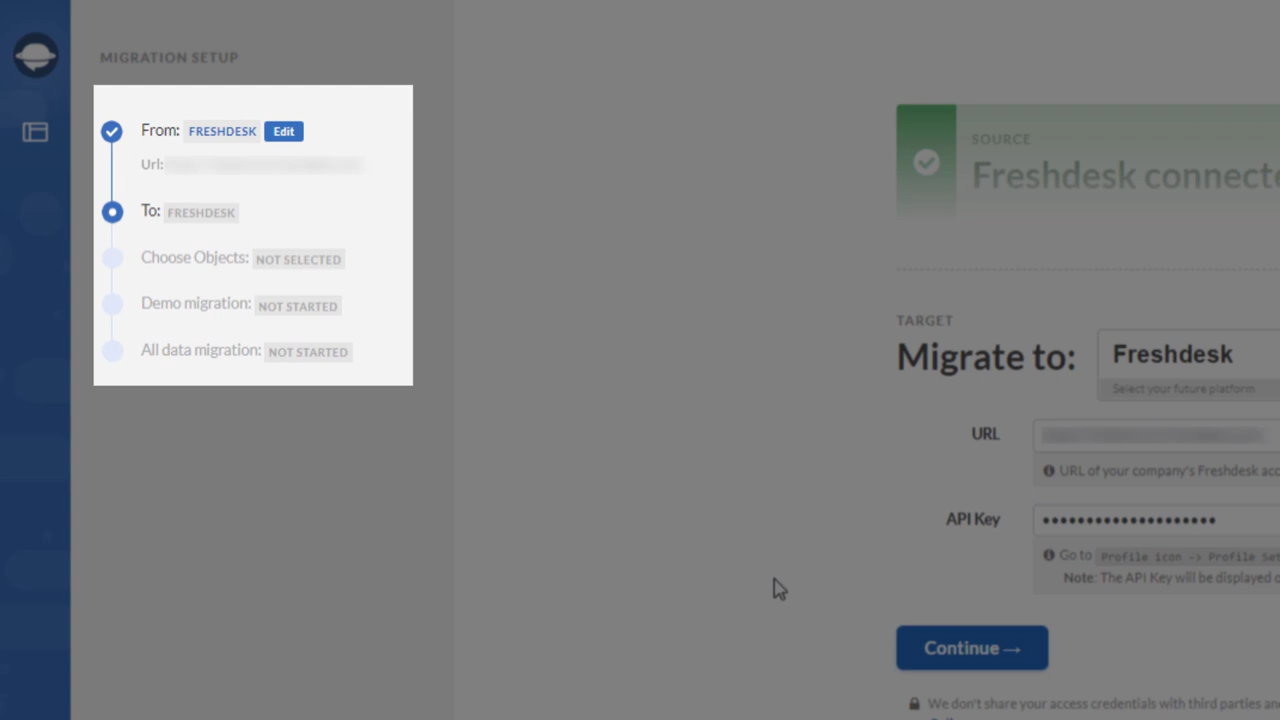 MIGRATION SETUP
From: FRESHDESK Edit
Url:
To: FRESHDESK
Choose Objects: NOT SELECTED
Demo migration: NOT STARTED
All data migration: NOT STARTED
SOURCE
Freshdesk connecte
TARGET
Migrate to: Freshdesk
Select your future platform
URL
URL of your company's Freshdesk acc
API Key ••••••••••••••••••••
Go to Profile icon -> Profile Set
Note: The API Key will be displayed o
Continue →
We don't share your access credentials with third parties an